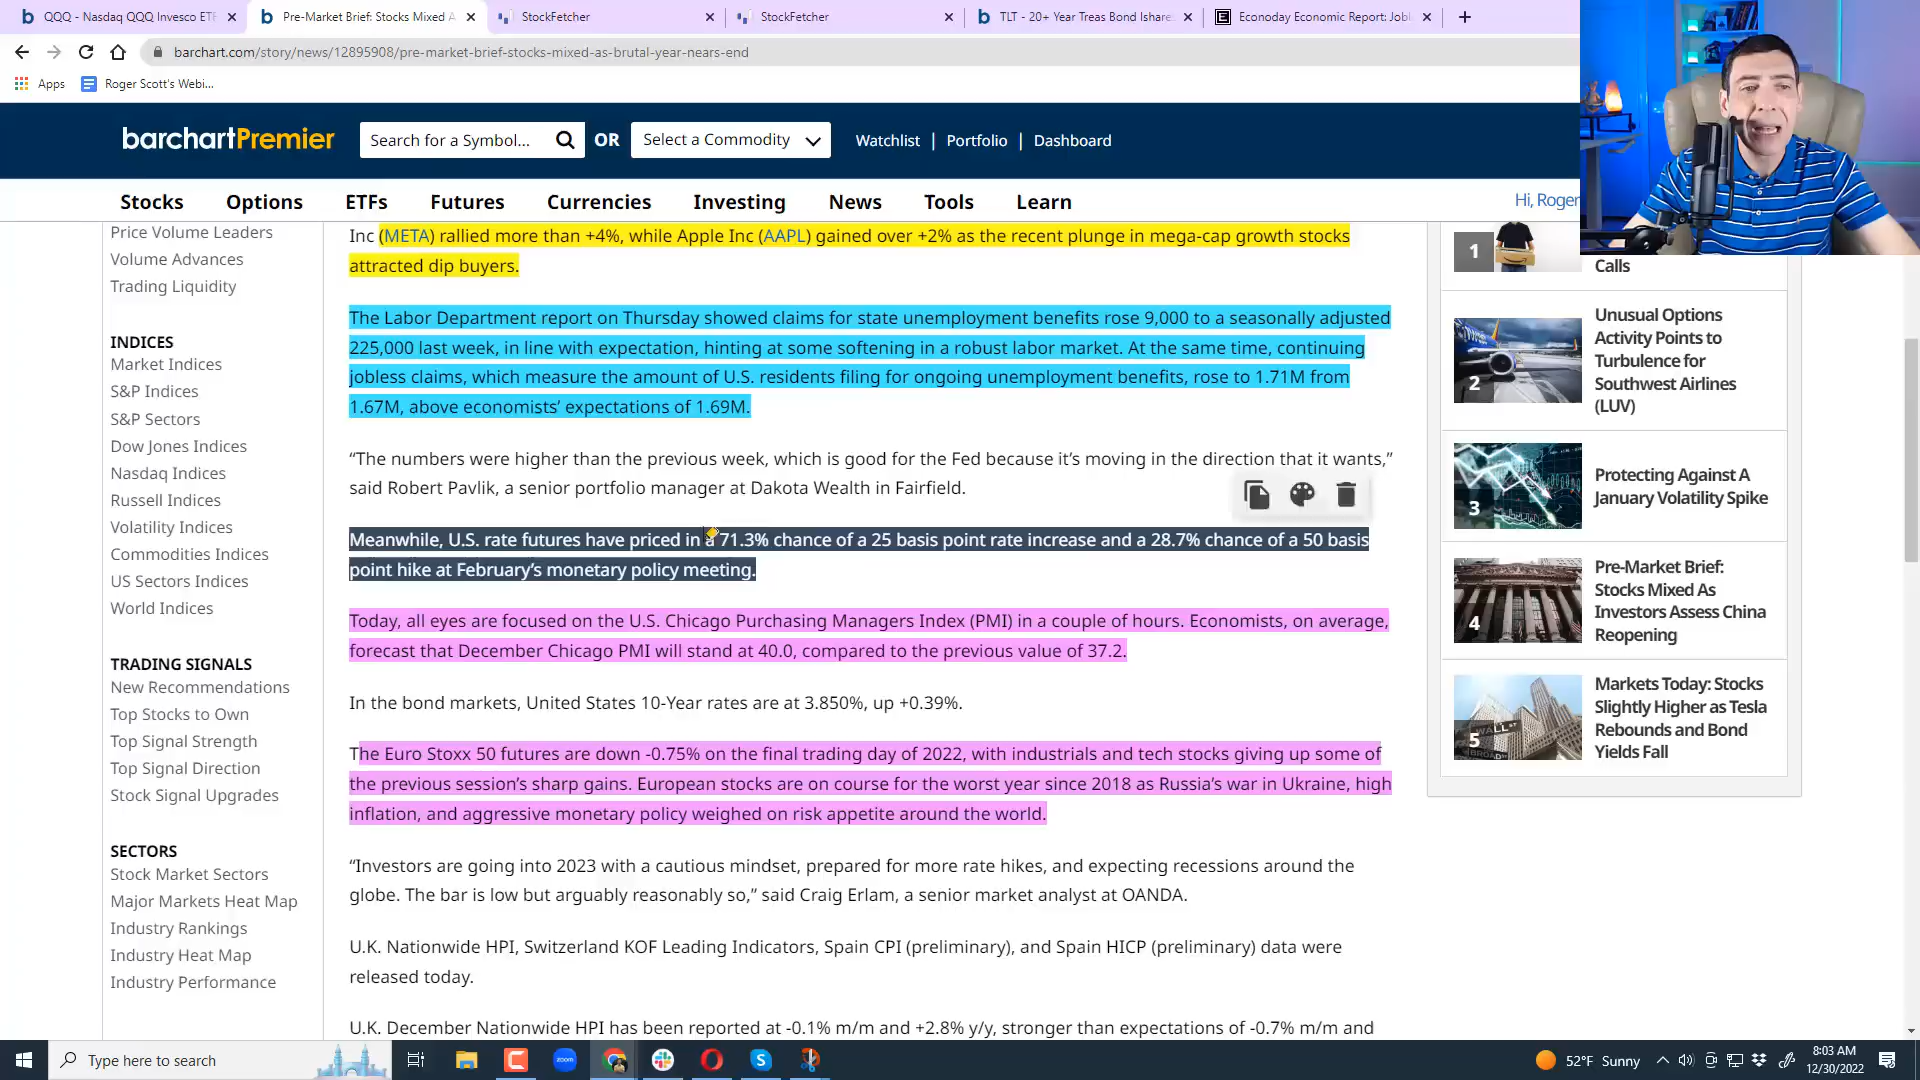 QQQ - Nasdaq QQQ Invesco ETF
Pre-Market Brief: Stocks Mixed A
StockFetcher
StockFetcher
TLT - 20+ Year Treas Bond Ishare
Econoday Economic Report: Jobl
barchart.com/story/news/12895908/pre-market-brief-stocks-mixed-as-brutal-year-nears-end
Apps
Roger Scott's Webi...
barchartPremier
Search for a Symbol...
OR
Select a Commodity
Watchlist | Portfolio | Dashboard
Stocks
Options
ETFs
Futures
Currencies
Investing
News
Tools
Learn
Hi, Roger
Price Volume Leaders
Volume Advances
Trading Liquidity
INDICES
Market Indices
S&P Indices
S&P Sectors
Dow Jones Indices
Nasdaq Indices
Russell Indices
Volatility Indices
Commodities Indices
US Sectors Indices
World Indices
TRADING SIGNALS
New Recommendations
Top Stocks to Own
Top Signal Strength
Top Signal Direction
Stock Signal Upgrades
SECTORS
Stock Market Sectors
Major Markets Heat Map
Industry Rankings
Industry Heat Map
Industry Performance
Inc (META) rallied more than +4%, while Apple Inc (AAPL) gained over +2% as the recent plunge in mega-cap growth stocks
attracted dip buyers.
The Labor Department report on Thursday showed claims for state unemployment benefits rose 9,000 to a seasonally adjusted
225,000 last week, in line with expectation, hinting at some softening in a robust labor market. At the same time, continuing
jobless claims, which measure the amount of U.S. residents filing for ongoing unemployment benefits, rose to 1.71M from
1.67M, above economists’ expectations of 1.69M.
“The numbers were higher than the previous week, which is good for the Fed because it’s moving in the direction that it wants,”
said Robert Pavlik, a senior portfolio manager at Dakota Wealth in Fairfield.
Meanwhile, U.S. rate futures have priced in a 71.3% chance of a 25 basis point rate increase and a 28.7% chance of a 50 basis
point hike at February’s monetary policy meeting.
Today, all eyes are focused on the U.S. Chicago Purchasing Managers Index (PMI) in a couple of hours. Economists, on average,
forecast that December Chicago PMI will stand at 40.0, compared to the previous value of 37.2.
In the bond markets, United States 10-Year rates are at 3.850%, up +0.39%.
The Euro Stoxx 50 futures are down -0.75% on the final trading day of 2022, with industrials and tech stocks giving up some of
the previous session’s sharp gains. European stocks are on course for the worst year since 2018 as Russia’s war in Ukraine, high
inflation, and aggressive monetary policy weighed on risk appetite around the world.
“Investors are going into 2023 with a cautious mindset, prepared for more rate hikes, and expecting recessions around the
globe. The bar is low but arguably reasonably so,” said Craig Erlam, a senior market analyst at OANDA.
U.K. Nationwide HPI, Switzerland KOF Leading Indicators, Spain CPI (preliminary), and Spain HICP (preliminary) data were
released today.
U.K. December Nationwide HPI has been reported at -0.1% m/m and +2.8% y/y, stronger than expectations of -0.7% m/m and
1
Calls
2
Unusual Options
Activity Points to
Turbulence for
Southwest Airlines
(LUV)
3
Protecting Against A
January Volatility Spike
4
Pre-Market Brief:
Stocks Mixed As
Investors Assess China
Reopening
5
Markets Today: Stocks
Slightly Higher as Tesla
Rebounds and Bond
Yields Fall
Type here to search
zoom
52°F Sunny
8:03 AM
12/30/2022